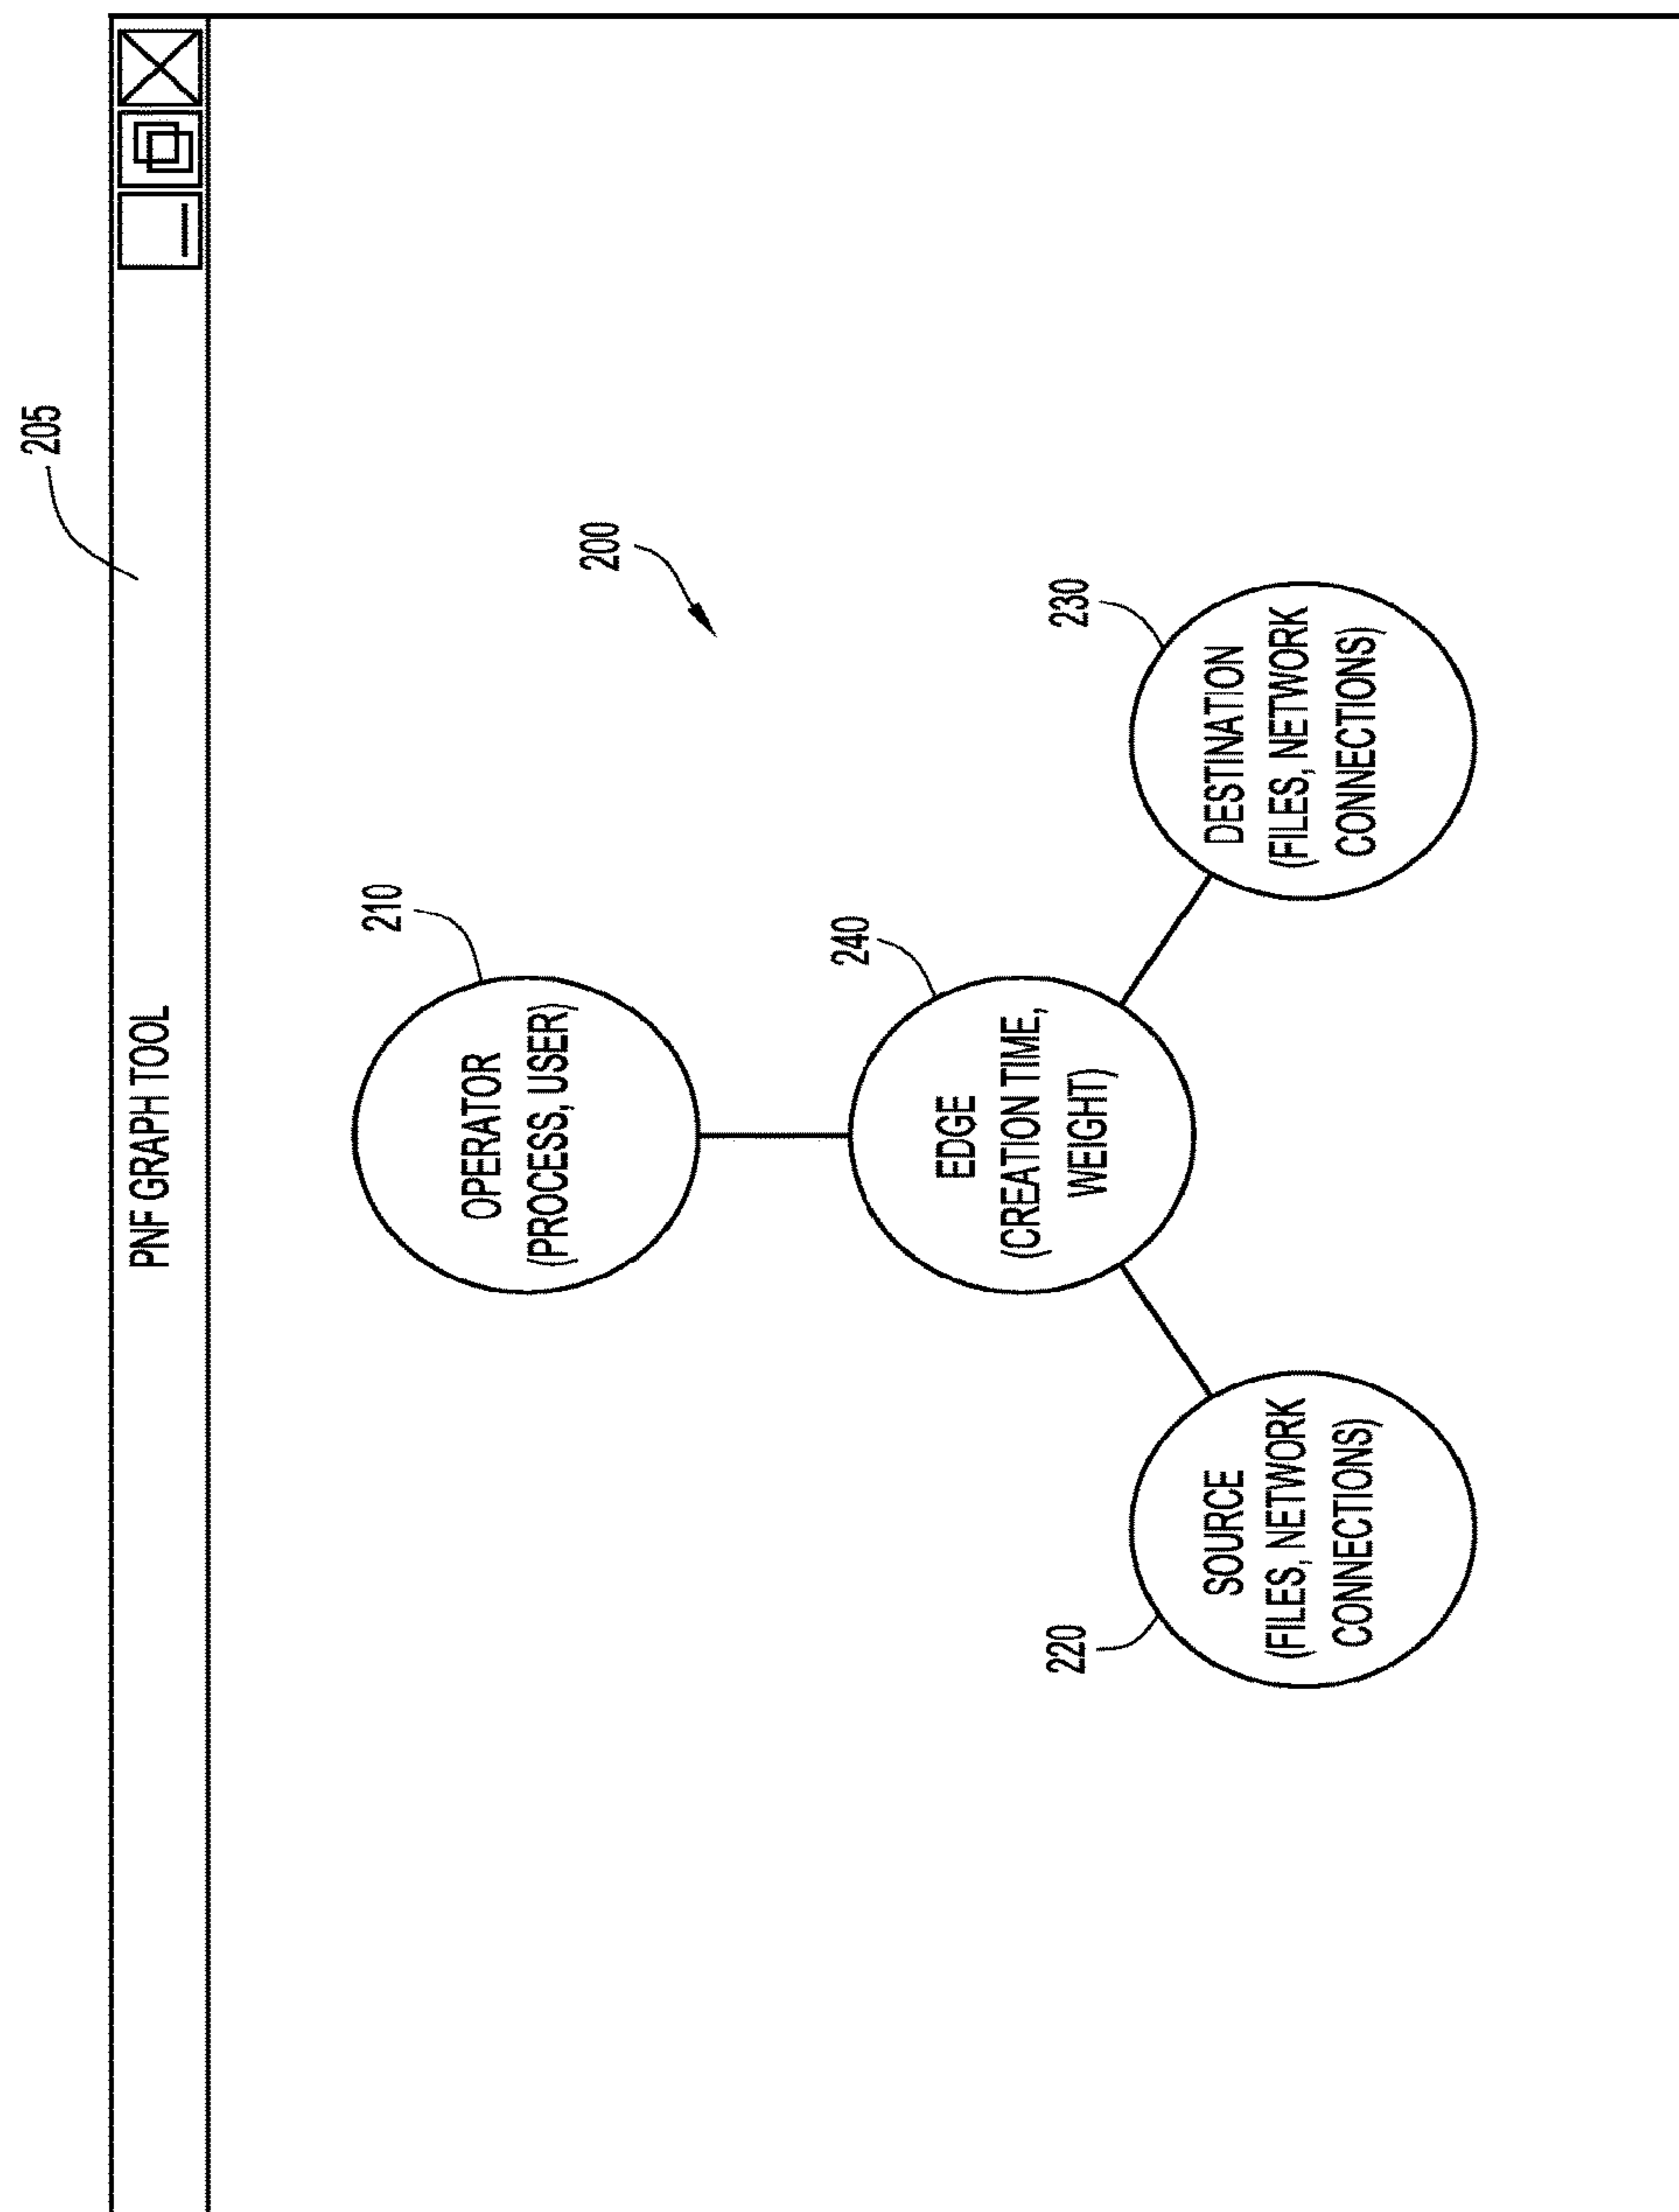 205
PNF GRAPH TOOL
200
210
OPERATOR
(PROCESS, USER)
240
EDGE
(CREATION TIME,
WEIGHT)
220
SOURCE
(FILES, NETWORK
CONNECTIONS)
230
DESTINATION
(FILES, NETWORK
CONNECTIONS)